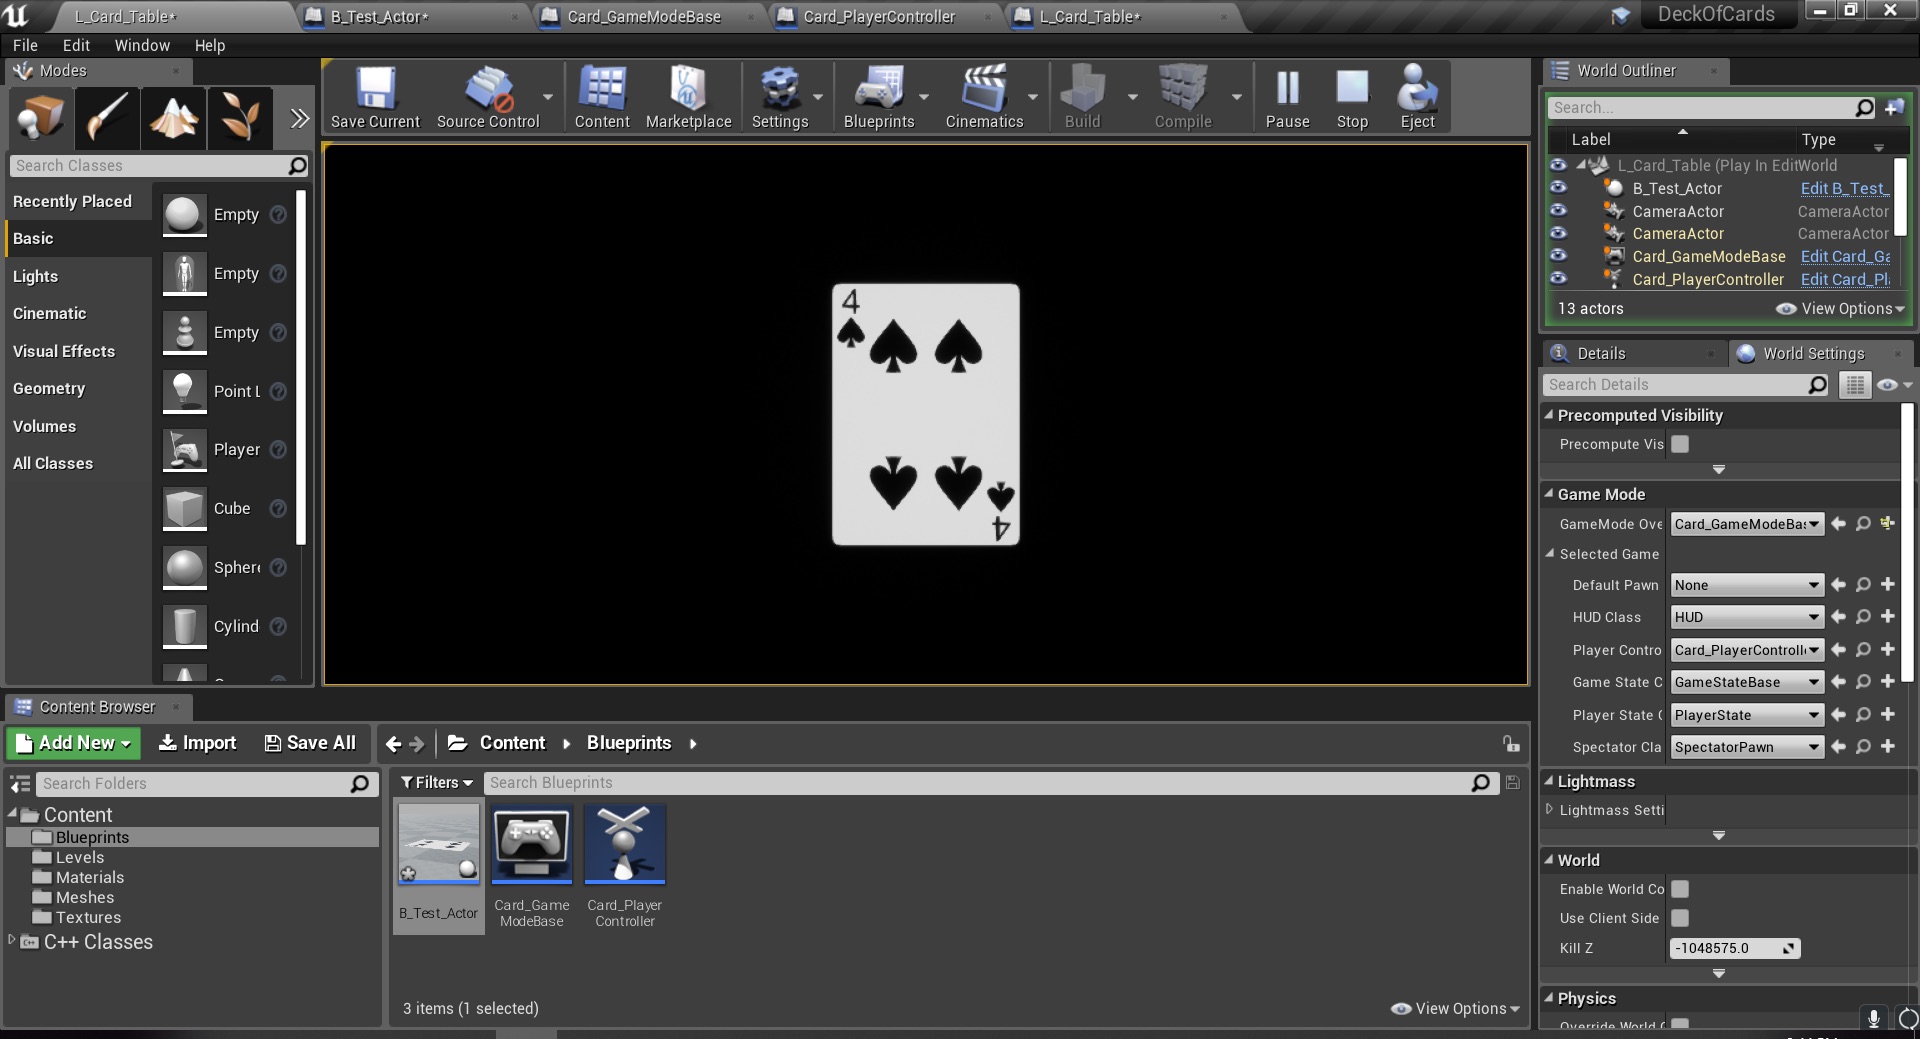 L_Card_Table*
B_Test_Actor*
Card_GameModeBase
Card_PlayerController
L_Card_Table*
DeckOfCards
File
Edit
Window
Help
Modes
Search Classes
Recently Placed
Basic
Lights
Cinematic
Visual Effects
Geometry
Volumes
All Classes
Empty
Empty
Empty
Point L
Player
Cube
Sphere
Cylind
Save Current
Source Control
Content
Marketplace
Settings
Blueprints
Cinematics
Build
Compile
Pause
Stop
Eject
4
4
World Outliner
Search...
Label
Type
L_Card_Table (Play In Edit World
B_Test_Actor Edit B_Test_
CameraActor CameraActor
CameraActor CameraActor
Card_GameModeBase Edit Card_Ga
Card_PlayerController Edit Card_Pl
13 actors
View Options
Details
World Settings
Search Details
Precomputed Visibility
Precompute Vis
Game Mode
GameMode Ove Card_GameModeBas
Selected Game
Default Pawn None
HUD Class HUD
Player Contro Card_PlayerControll
Game State C GameStateBase
Player State C PlayerState
Spectator Cla SpectatorPawn
Lightmass
Lightmass Setti
World
Enable World Co
Use Client Side
Kill Z -1048575.0
Physics
Override World C
Content Browser
Add New
Import
Save All
Content
Blueprints
Search Folders
Content
Blueprints
Levels
Materials
Meshes
Textures
C++ Classes
Filters
Search Blueprints
B_Test_Actor
Card_Game
ModeBase
Card_Player
Controller
3 items (1 selected)
View Options